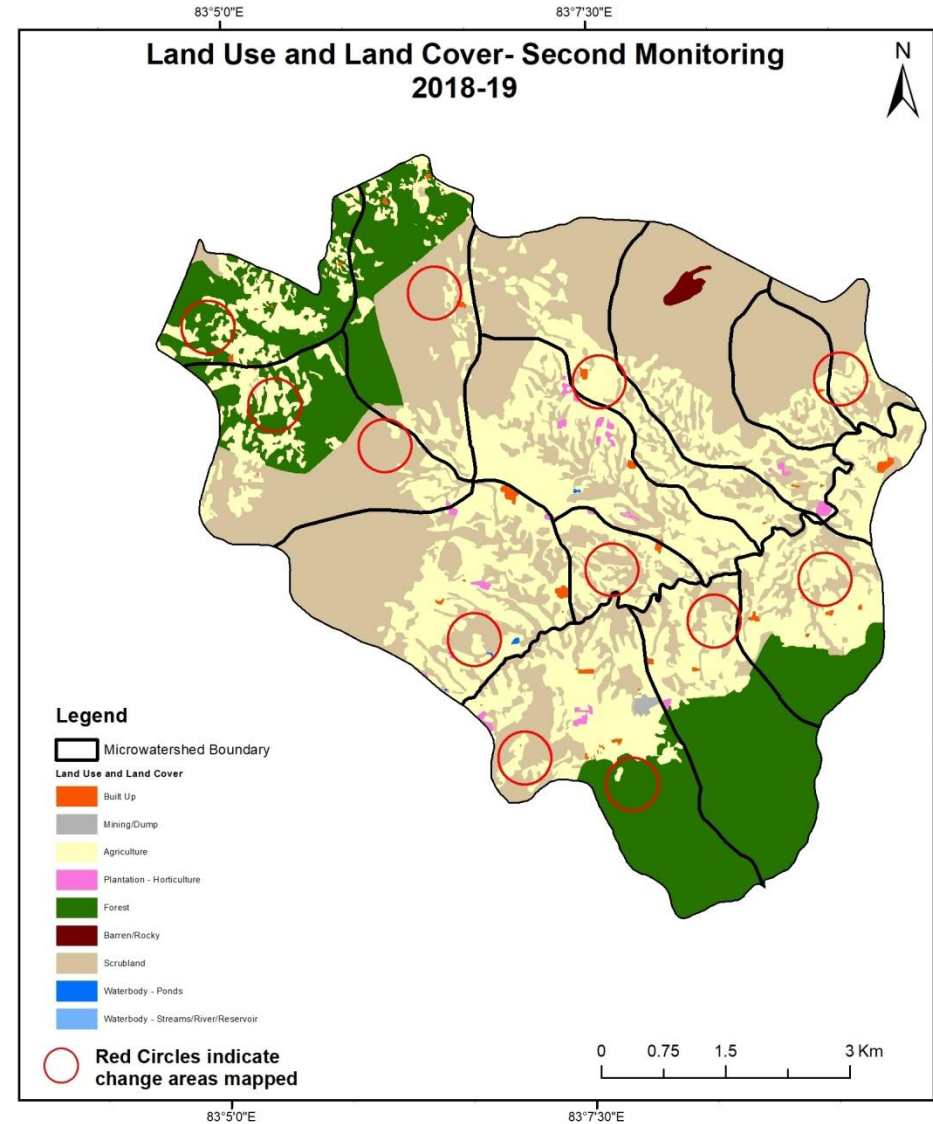 83°5'0"E 83°7'30"E
Land Use and Land Cover- Second Monitoring
2018-19
N
Legend
Microwatershed Boundary
Land Use and Land Cover
Built Up
Mining/Dump
Agriculture
Plantation - Horticulture
Forest
Barren/Rocky
Scrubland
Waterbody - Ponds
Waterbody - Streams/River/Reservoir
Red Circles indicate
change areas mapped
0 0.75 1.5 3 Km
83°5'0"E 83°7'30"E